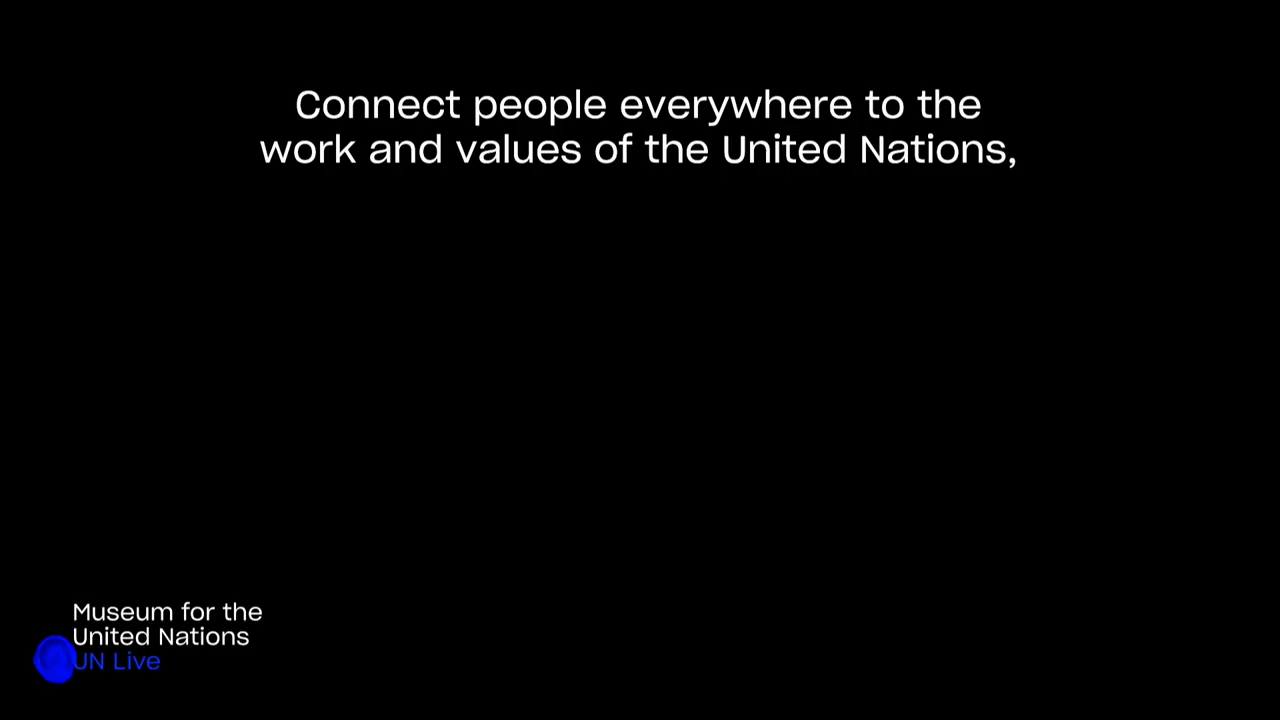 Connect people everywhere to the
work and values of the United Nations,
Museum for the
United Nations
UN Live